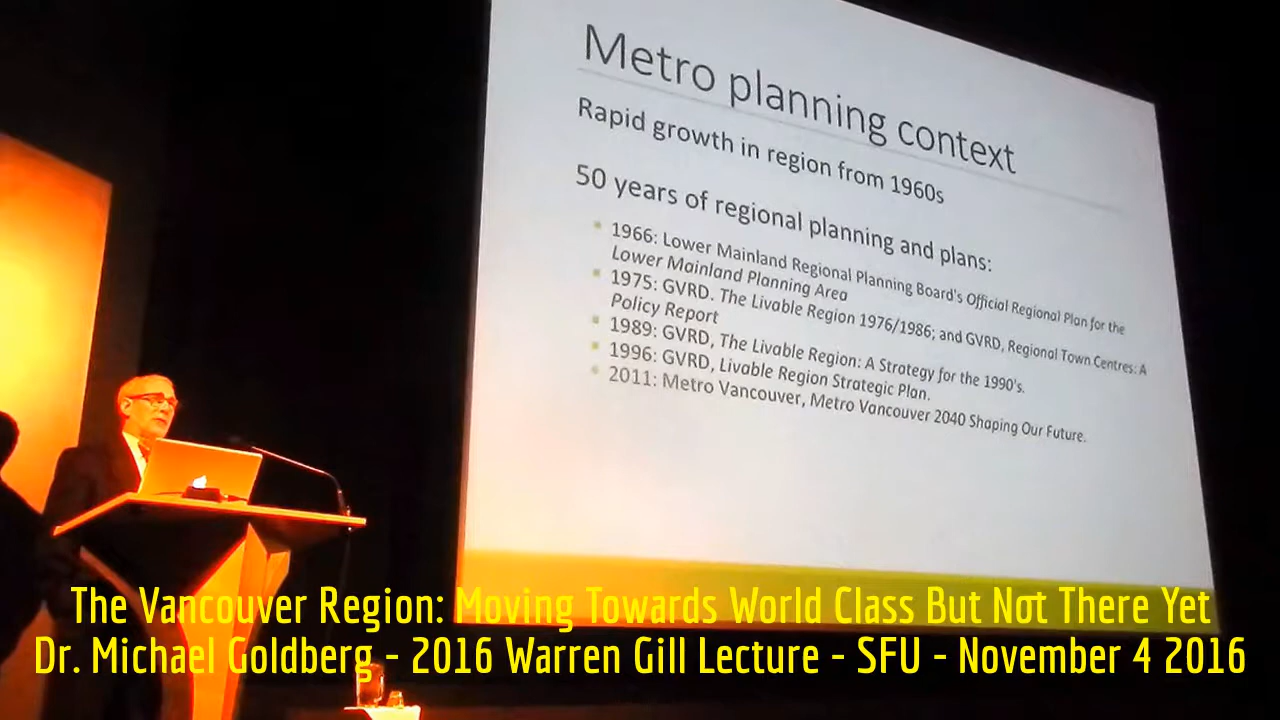 Metro planning context
Rapid growth in region from 1960s
50 years of regional planning and plans:
1966: Lower Mainland Regional Planning Board's Official Regional Plan for the
Lower Mainland Planning Area
1975: GVRD. The Livable Region 1976/1986; and GVRD, Regional Town Centres: A
Policy Report
1989: GVRD, The Livable Region: A Strategy for the 1990's.
1996: GVRD, Livable Region Strategic Plan.
2011: Metro Vancouver, Metro Vancouver 2040 Shaping Our Future.
The Vancouver Region: Moving Towards World Class But Not There Yet
Dr. Michael Goldberg - 2016 Warren Gill Lecture - SFU - November 4 2016